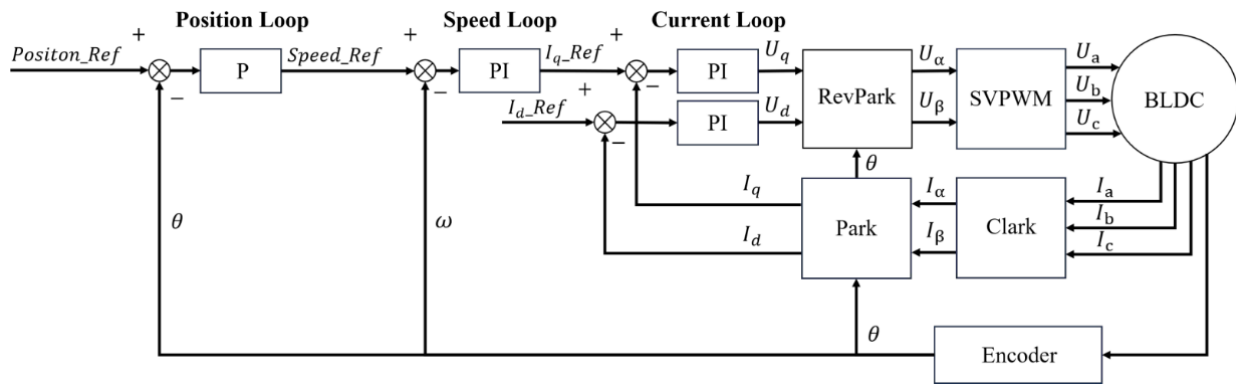 Position Loop
Speed Loop
Current Loop
Positon_Ref
+
−
P
Speed_Ref
+
−
PI
I_q_Ref
+
−
PI
U_q
I_d_Ref
+
−
PI
U_d
RevPark
U_α
U_β
SVPWM
U_a
U_b
U_c
BLDC
θ
I_q
I_d
Park
I_α
I_β
Clark
I_a
I_b
I_c
θ
ω
θ
Encoder